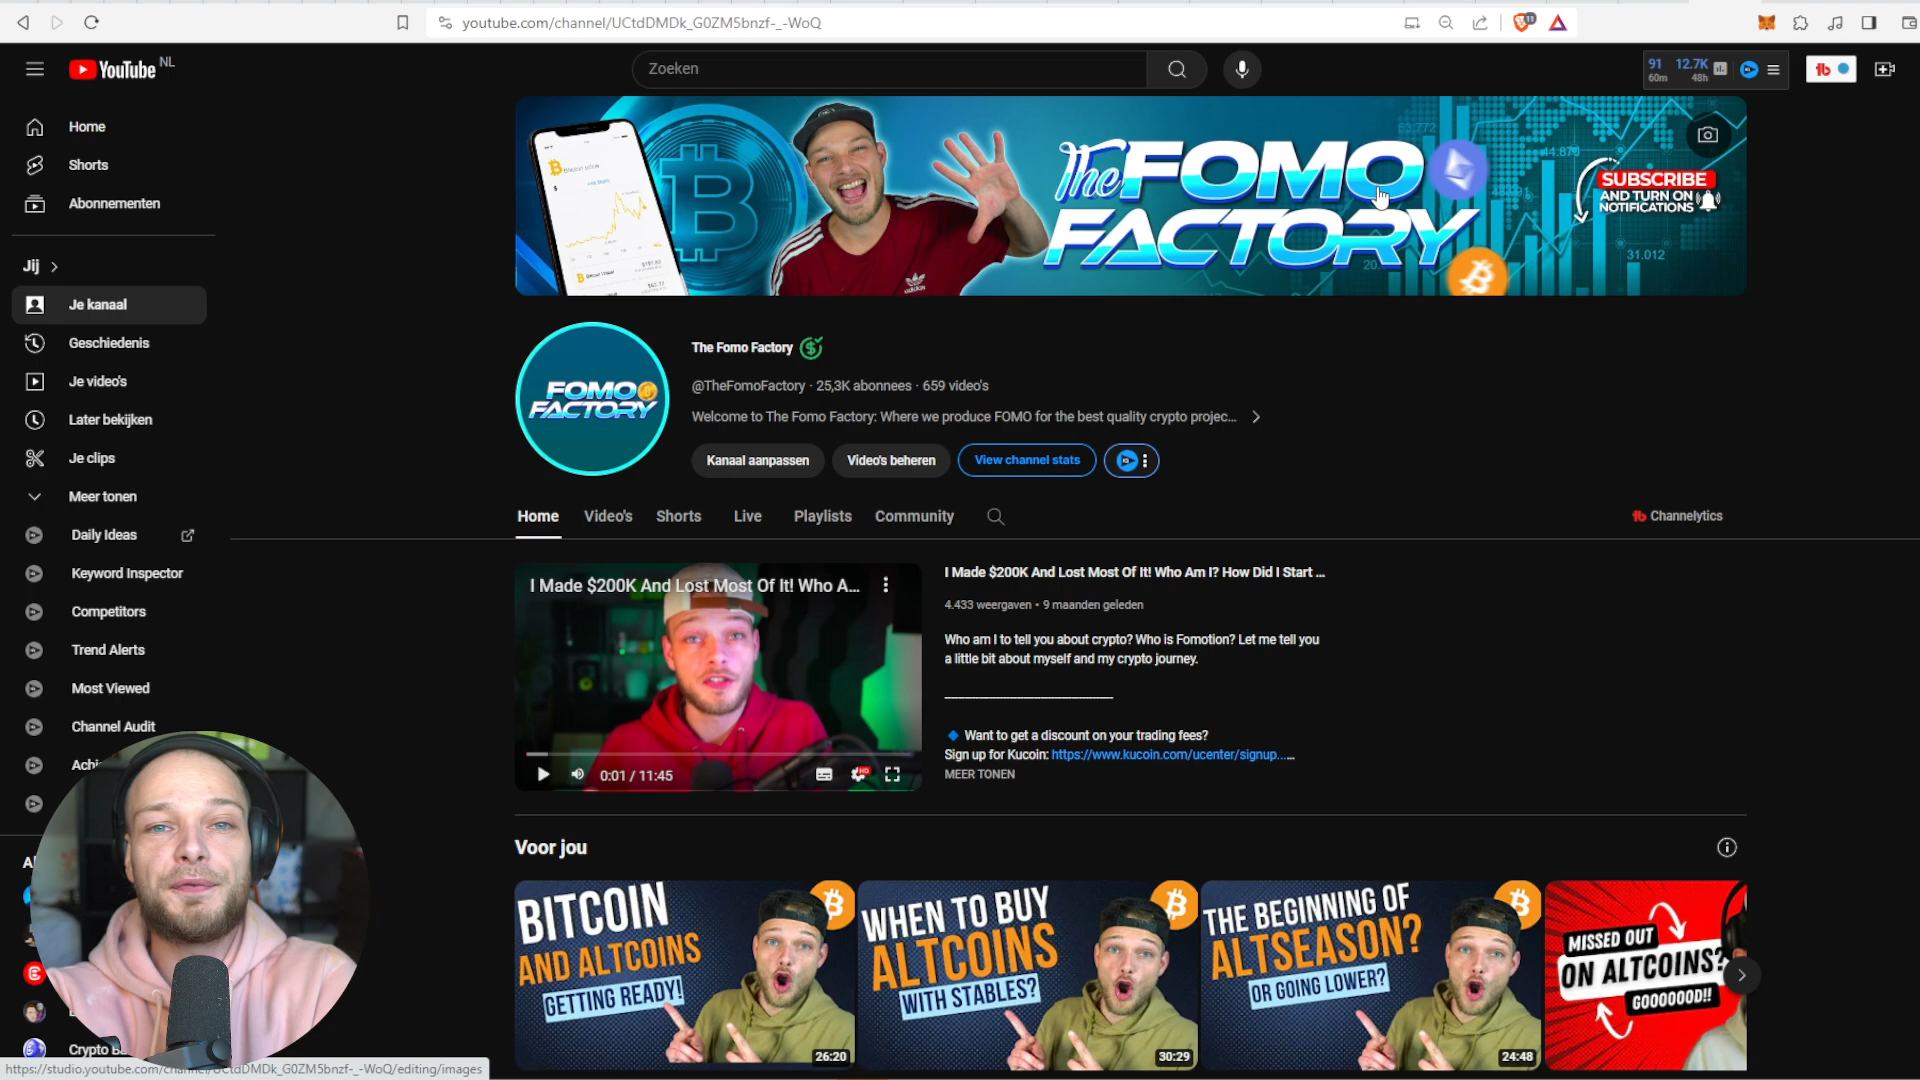 youtube.com/channel/UCtdDMDk_G0ZM5bnzf-_-WoQ
11
YouTube NL
Zoeken
91
60m
12.7K
48h
Home
Shorts
Abonnementen
Jij
Je kanaal
Geschiedenis
Je video's
Later bekijken
Je clips
Meer tonen
Daily Ideas
Keyword Inspector
Competitors
Trend Alerts
Most Viewed
Channel Audit
The FOMO
FACTORY
SUBSCRIBE
AND TURN ON
NOTIFICATIONS
31.012
FOMO
FACTORY
The Fomo Factory
@TheFomoFactory · 25,3K abonnees · 659 video's
Welcome to The Fomo Factory: Where we produce FOMO for the best quality crypto projec...
Kanaal aanpassen
Video's beheren
View channel stats
Home
Video's
Shorts
Live
Playlists
Community
Channelytics
I Made $200K And Lost Most Of It! Who A...
0:01 / 11:45
HD
I Made $200K And Lost Most Of It! Who Am I? How Did I Start ...
4.433 weergaven • 9 maanden geleden
Who am I to tell you about crypto? Who is Fomotion? Let me tell you
a little bit about myself and my crypto journey.
Want to get a discount on your trading fees?
Sign up for Kucoin: https://www.kucoin.com/ucenter/signup...…
MEER TONEN
Voor jou
BITCOIN
AND ALTCOINS
GETTING READY!
26:20
WHEN TO BUY
ALTCOINS
WITH STABLES?
30:29
THE BEGINNING OF
ALTSEASON?
OR GOING LOWER?
24:48
MISSED OUT
ON ALTCOINS?
GOOOOOOD!!
https://studio.youtube.com/channel/UCtdDMDk_G0ZM5bnzf-_-WoQ/editing/images